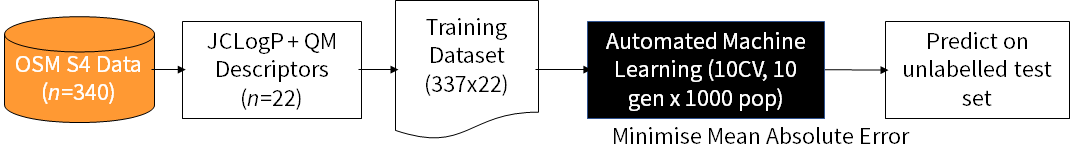 OSM S4 Data
(n=340)
JCLogP + QM
Descriptors
(n=22)
Training
Dataset
(337x22)
Automated Machine
Learning (10CV, 10
gen x 1000 pop)
Minimise Mean Absolute Error
Predict on
unlabelled test
set